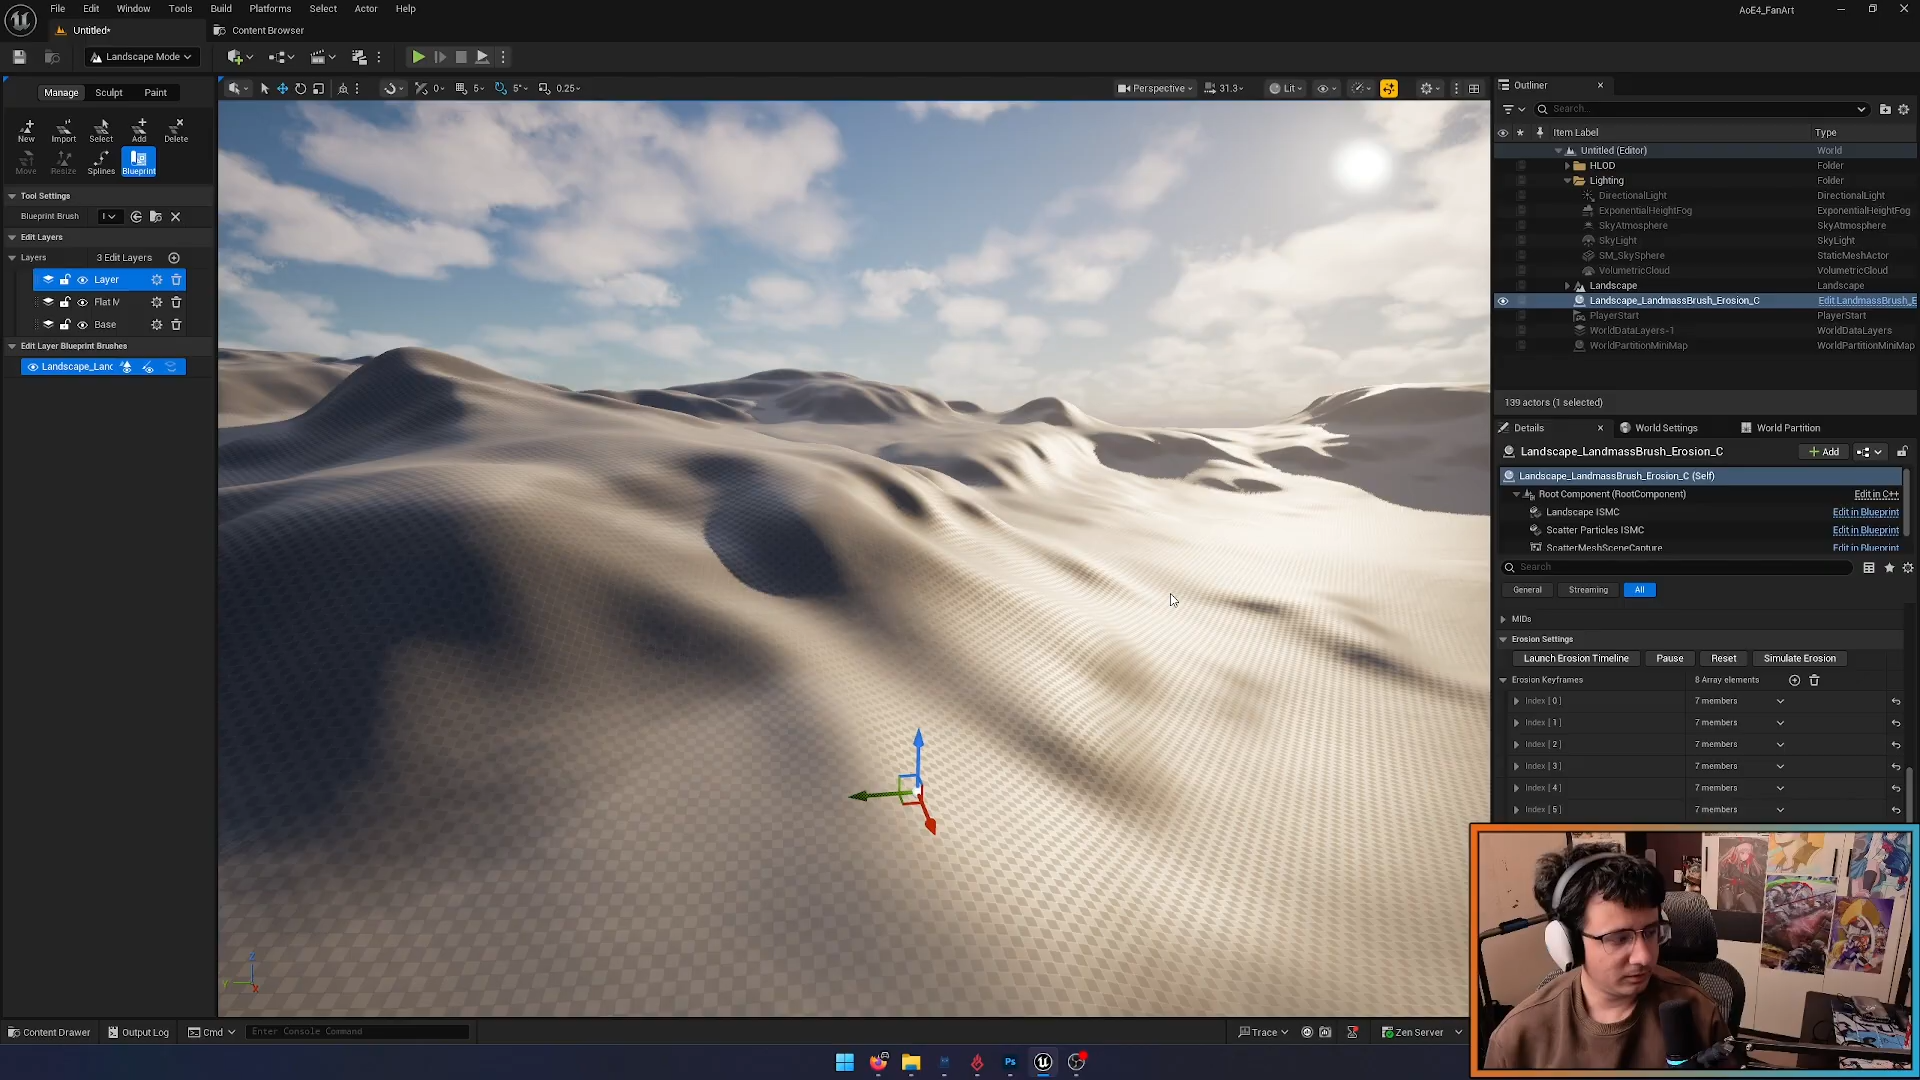 File Edit Window Tools Build Platforms Select Actor Help
AoE4_FanArt
Untitled*
Content Browser
Landscape Mode
Manage Sculpt Paint
New Import Select Add Delete
Move Resize Splines Blueprint
Tool Settings
Blueprint Brush
Edit Layers
Layers 3 Edit Layers
Layer
Flat M
Base
Edit Layer Blueprint Brushes
Landscape_Land
0 5 5° 0.25
Perspective 31.3 Lit
Outliner
Search...
Item Label Type
Untitled (Editor) World
HLOD Folder
Lighting Folder
DirectionalLight DirectionalLight
ExponentialHeightFog ExponentialHeightFog
SkyAtmosphere SkyAtmosphere
SkyLight SkyLight
SM_SkySphere StaticMeshActor
VolumetricCloud VolumetricCloud
Landscape Landscape
Landscape_LandmassBrush_Erosion_C Edit LandmassBrush_E
PlayerStart PlayerStart
WorldDataLayers-1 WorldDataLayers
WorldPartitionMiniMap WorldPartitionMiniMap
139 actors (1 selected)
Details World Settings World Partition
Landscape_LandmassBrush_Erosion_C Add
Landscape_LandmassBrush_Erosion_C (Self)
Root Component (RootComponent) Edit in C++
Landscape ISMC Edit in Blueprint
Scatter Particles ISMC Edit in Blueprint
ScatterMeshSceneCapture Edit in Blueprint
Search
General Streaming All
MIDs
Erosion Settings
Launch Erosion Timeline Pause Reset Simulate Erosion
Erosion Keyframes 8 Array elements
Index [ 0 ] 7 members
Index [ 1 ] 7 members
Index [ 2 ] 7 members
Index [ 3 ] 7 members
Index [ 4 ] 7 members
Index [ 5 ] 7 members
Z
Y
X
Content Drawer Output Log Cmd Enter Console Command
Trace Zen Server
Ps